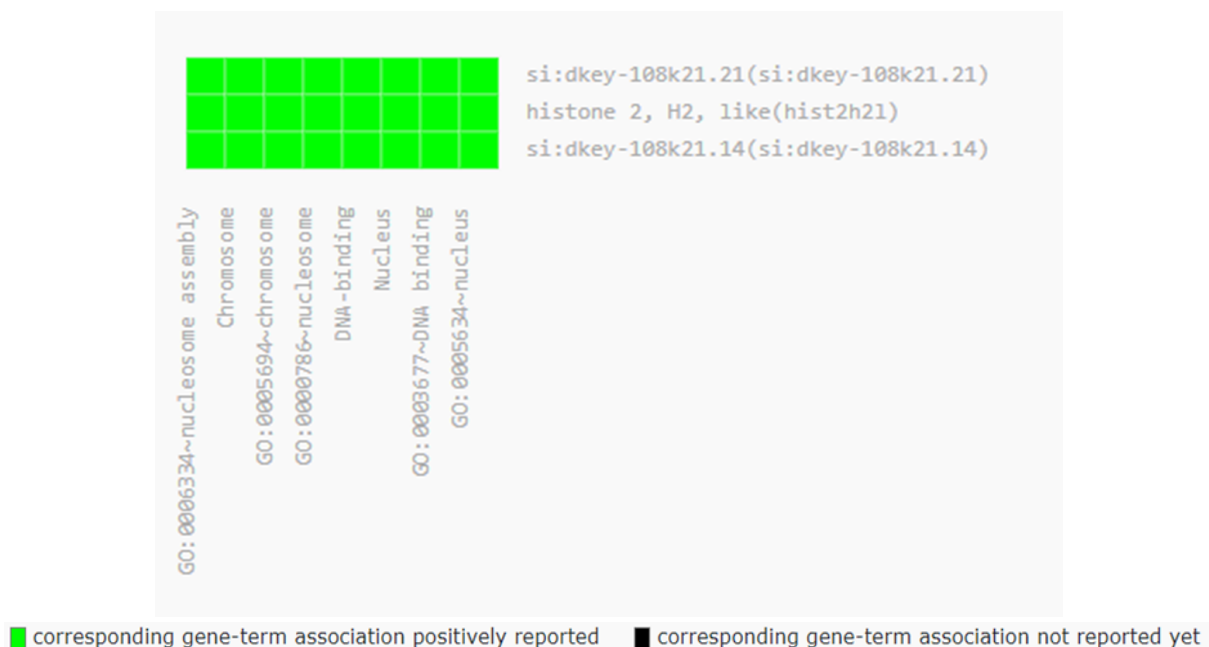 si:dkey-108k21.21(si:dkey-108k21.21)
histone 2, H2, like(hist2h2l)
si:dkey-108k21.14(si:dkey-108k21.14)
GO:0006334~nucleosome assembly
Chromosome
GO:0005694~chromosome
GO:0000786~nucleosome
DNA-binding
Nucleus
GO:0003677~DNA binding
GO:0005634~nucleus
corresponding gene-term association positively reported
corresponding gene-term association not reported yet